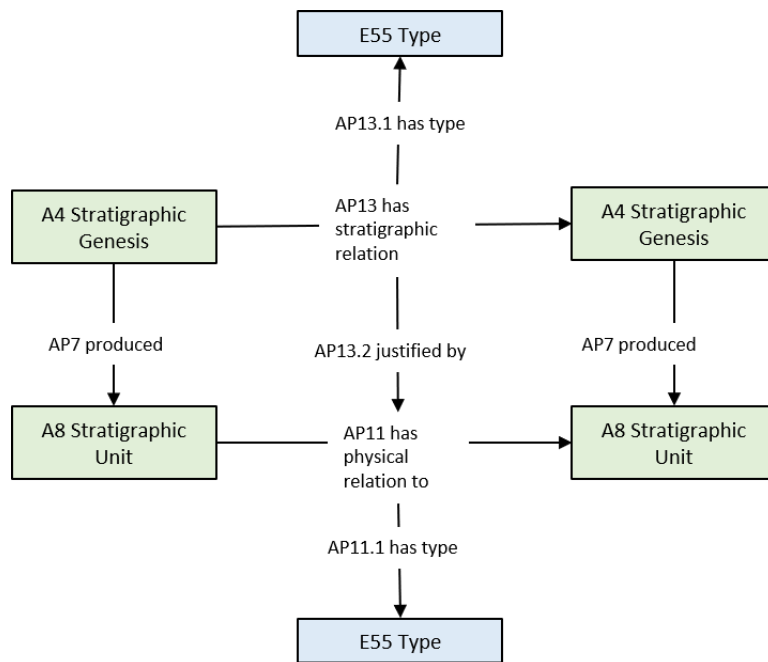 E55 Type
AP13.1 has type
A4 Stratigraphic
Genesis
AP13 has
stratigraphic
relation
A4 Stratigraphic
Genesis
AP7 produced
AP13.2 justified by
AP7 produced
A8 Stratigraphic
Unit
AP11 has
physical
relation to
A8 Stratigraphic
Unit
AP11.1 has type
E55 Type